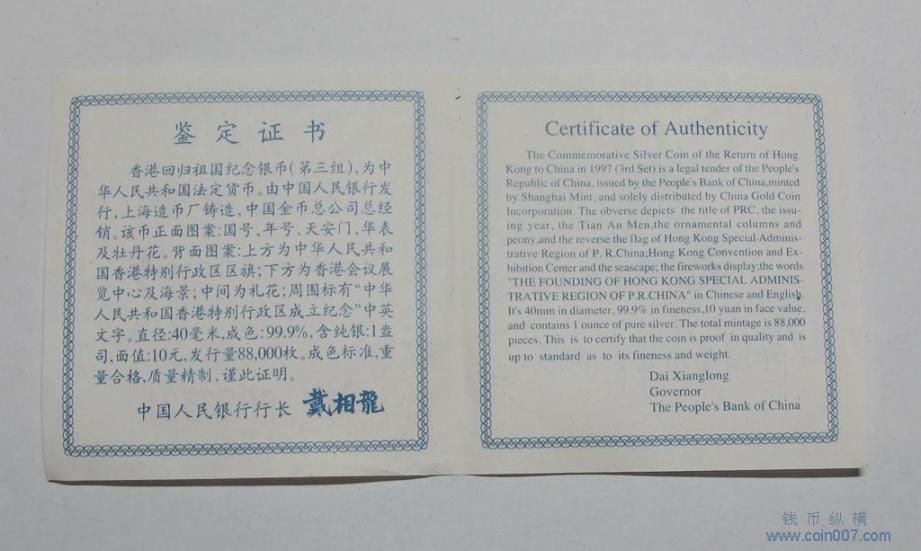 鉴定证书
香港回归祖国纪念银币(第三组),为中
华人民共和国法定货币。由中国人民银行发
行,上海造币厂铸造,中国金币总公司总经
销。该币正面图案:国号、年号、天安门、华表
及牡丹花。背面图案:上方为中华人民共和
国香港特别行政区区旗;下方为香港会议展
览中心及海景;中间为礼花;周围标有“中华
人民共和国香港特别行政区成立纪念”中英
文字。直径:40毫米,成色:99.9%,含纯银:1盎
司,面值:10元,发行量88,000枚。成色标准,重
量合格,质量精制,谨此证明。
中国人民银行行长 戴相龍
Certificate of Authenticity
The Commemorative Silver Coin of the Return of Hong
Kong to China in 1997 (3rd Set) is a legal tender of the People's
Republic of China, issued by the People's Bank of China,minted
by Shanghai Mint, and solely distributed by China Gold Coin
Incorporation. The obverse depicts the title of PRC, the issu-
ing year, the Tian An Men,the ornamental columns and
peony,and the reverse the flag of Hong Kong Special Adminis-
trative Region of P. R.China;Hong Kong Convention and Ex-
hibition Center and the seascape; the fireworks display;the words
"THE FOUNDING OF HONG KONG SPECIAL ADMINIS-
TRATIVE REGION OF P.R.CHINA" in Chinese and English.
It's 40mm in diameter, 99.9% in fineness,10 yuan in face value,
and contains 1 ounce of pure silver. The total mintage is 88,000
pieces. This is to certify that the coin is proof in quality and is
up to standard as to its fineness and weight.
Dai Xianglong
Governor
The People's Bank of China
钱币纵横
www.coin007.com